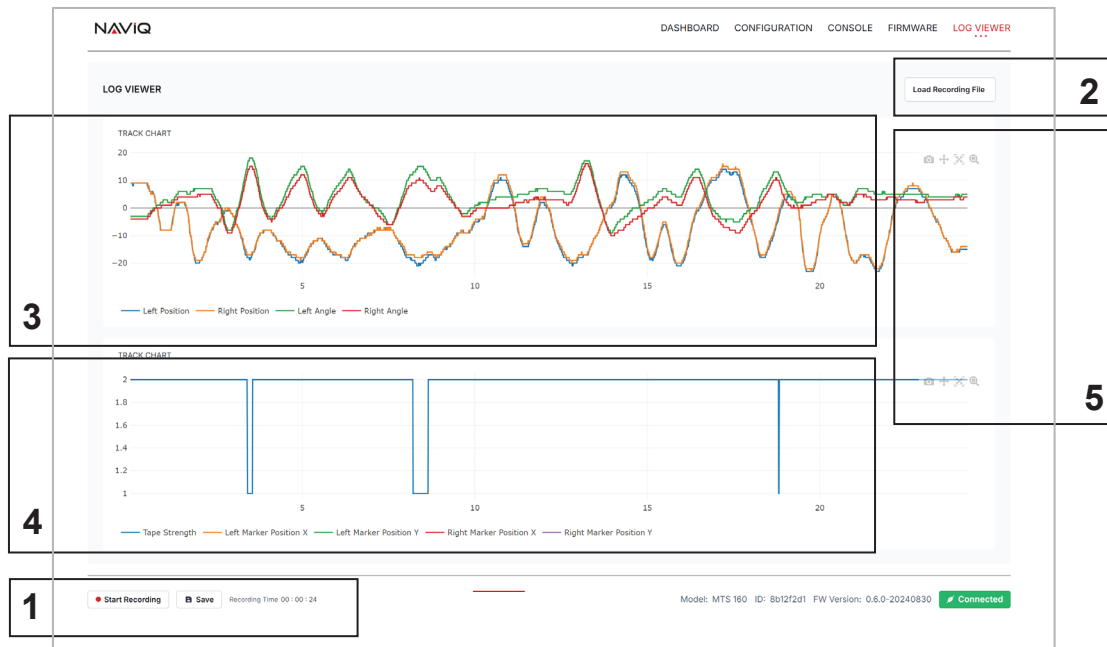 NAViQ
DASHBOARD CONFIGURATION CONSOLE FIRMWARE LOG VIEWER
LOG VIEWER
Load Recording File
2
TRACK CHART
20
10
0
−10
−20
5 10 15 20
Left Position Right Position Left Angle Right Angle
3
TRACK CHART
2
1.8
1.6
1.4
1.2
1
5 10 15 20
Tape Strength Left Marker Position X Left Marker Position Y Right Marker Position X Right Marker Position Y
4
5
1
Start Recording Save Recording Time 00 : 00 : 24
Model: MTS 160 ID: 8b12f2d1 FW Version: 0.6.0-20240830 Connected